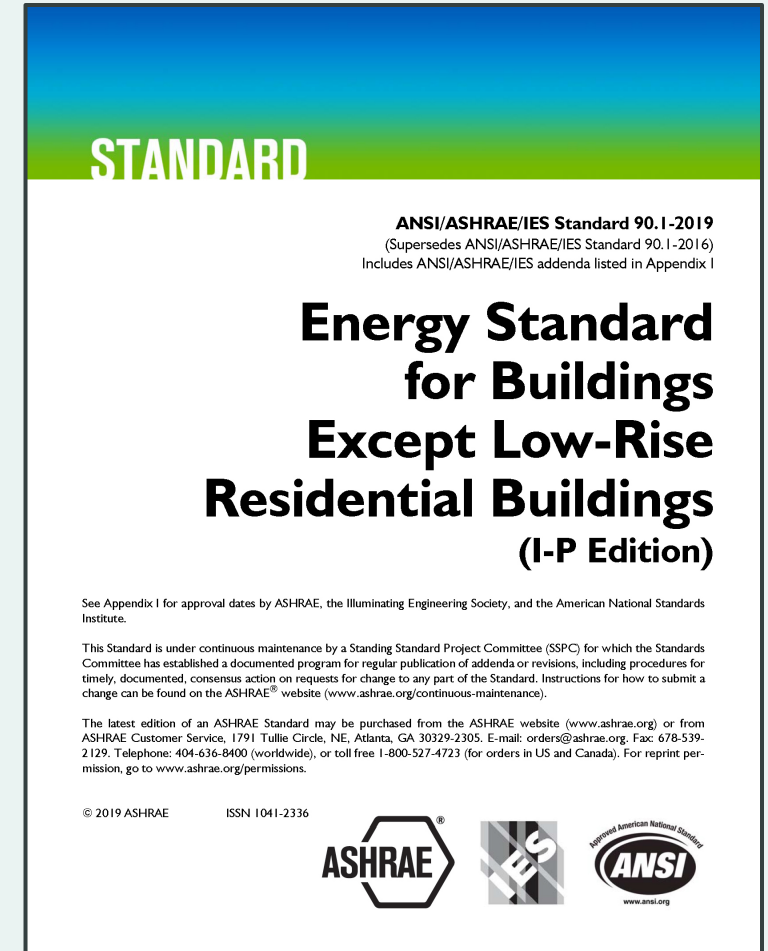 STANDARD
ANSI/ASHRAE/IES Standard 90.1-2019
(Supersedes ANSI/ASHRAE/IES Standard 90.1-2016)
Includes ANSI/ASHRAE/IES addenda listed in Appendix I
Energy Standard
for Buildings
Except Low-Rise
Residential Buildings
(I-P Edition)
See Appendix I for approval dates by ASHRAE, the Illuminating Engineering Society, and the American National Standards
Institute.
This Standard is under continuous maintenance by a Standing Standard Project Committee (SSPC) for which the Standards
Committee has established a documented program for regular publication of addenda or revisions, including procedures for
timely, documented, consensus action on requests for change to any part of the Standard. Instructions for how to submit a
change can be found on the ASHRAE® website (www.ashrae.org/continuous-maintenance).
The latest edition of an ASHRAE Standard may be purchased from the ASHRAE website (www.ashrae.org) or from
ASHRAE Customer Service, 1791 Tullie Circle, NE, Atlanta, GA 30329-2305. E-mail: orders@ashrae.org. Fax: 678-539-
2129. Telephone: 404-636-8400 (worldwide), or toll free 1-800-527-4723 (for orders in US and Canada). For reprint per-
mission, go to www.ashrae.org/permissions.
© 2019 ASHRAE ISSN 1041-2336
ASHRAE®
IES
Approved American National Standard
ANSI
www.ansi.org